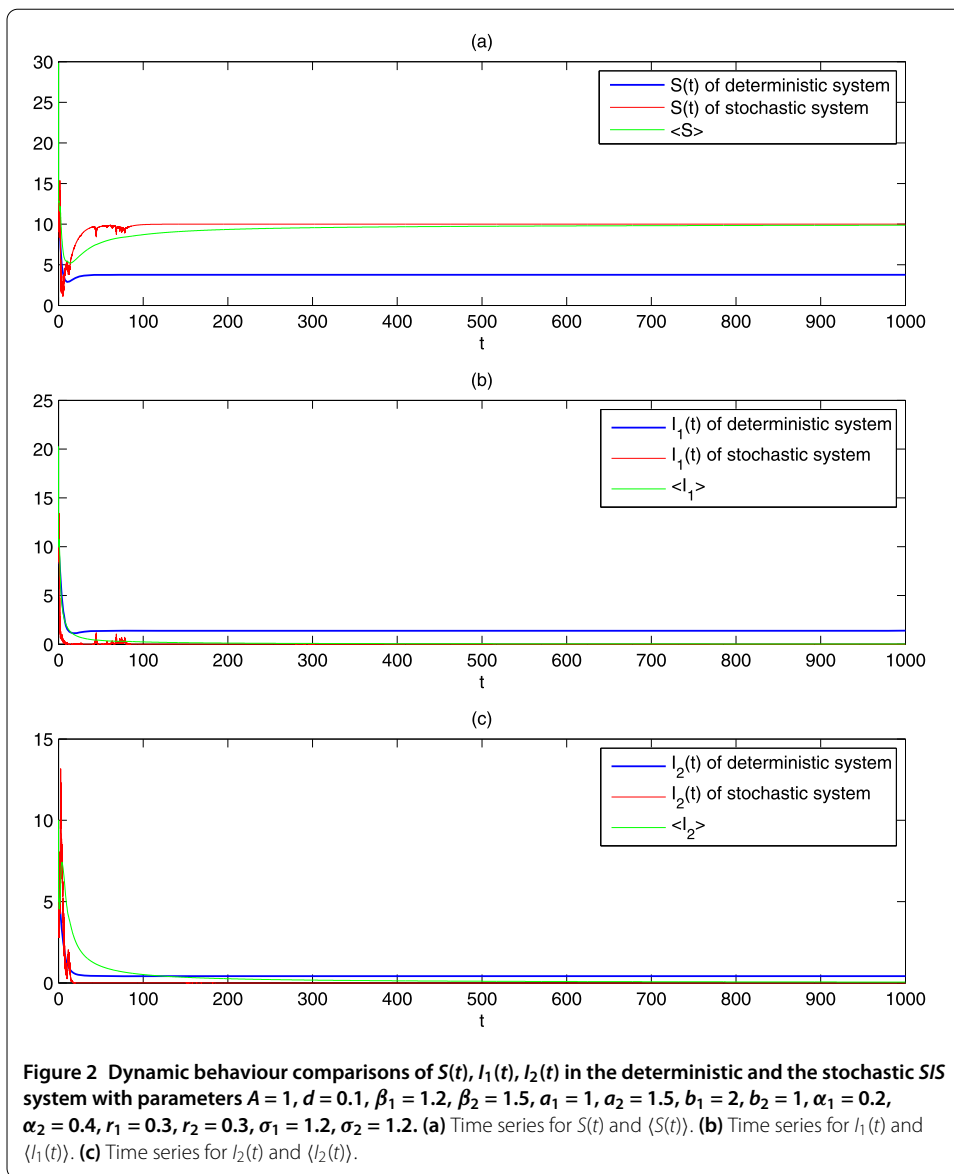 (a)
30
25
20
15
10
5
0
S(t) of deterministic system
S(t) of stochastic system
<S>
0 100 200 300 400 500 600 700 800 900 1000
t
(b)
25
20
15
10
5
0
I_1(t) of deterministic system
I_1(t) of stochastic system
<I_1>
0 100 200 300 400 500 600 700 800 900 1000
t
(c)
15
10
5
0
I_2(t) of deterministic system
I_2(t) of stochastic system
<I_2>
0 100 200 300 400 500 600 700 800 900 1000
t
Figure 2 Dynamic behaviour comparisons of S(t), I₁(t), I₂(t) in the deterministic and the stochastic SIS
system with parameters A = 1, d = 0.1, β₁ = 1.2, β₂ = 1.5, a₁ = 1, a₂ = 1.5, b₁ = 2, b₂ = 1, α₁ = 0.2,
α₂ = 0.4, r₁ = 0.3, r₂ = 0.3, σ₁ = 1.2, σ₂ = 1.2. (a) Time series for S(t) and ⟨S(t)⟩. (b) Time series for I₁(t) and
⟨I₁(t)⟩. (c) Time series for I₂(t) and ⟨I₂(t)⟩.